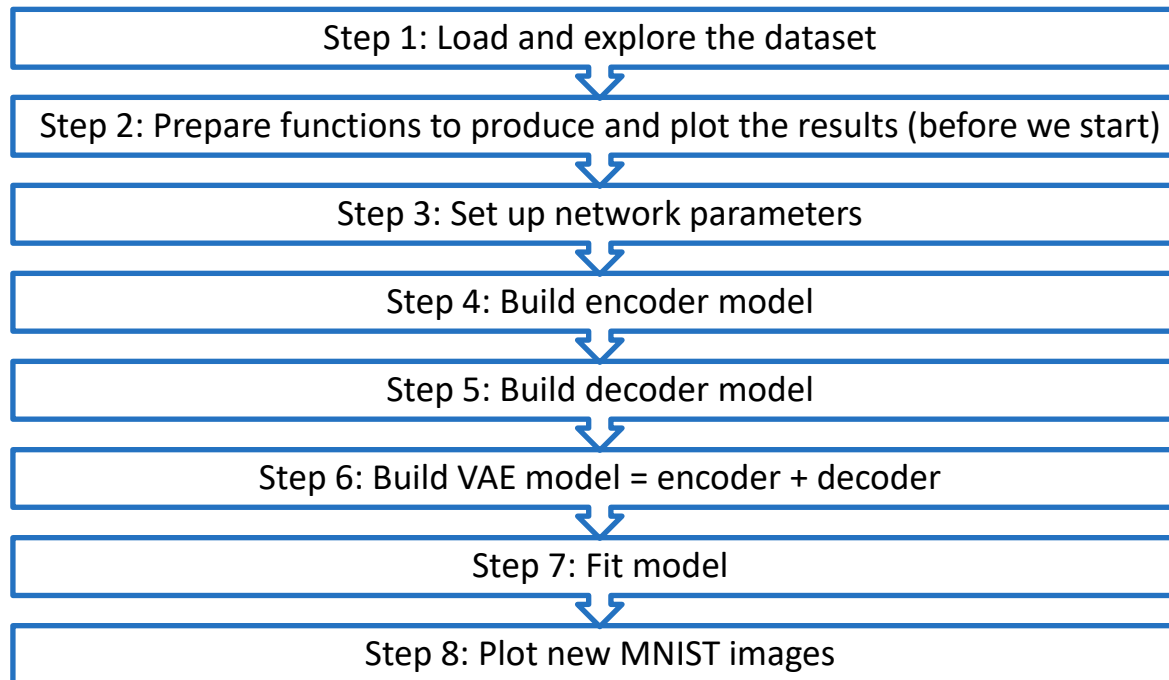 Step 1: Load and explore the dataset
Step 2: Prepare functions to produce and plot the results (before we start)
Step 3: Set up network parameters
Step 4: Build encoder model
Step 5: Build decoder model
Step 6: Build VAE model = encoder + decoder
Step 7: Fit model
Step 8: Plot new MNIST images